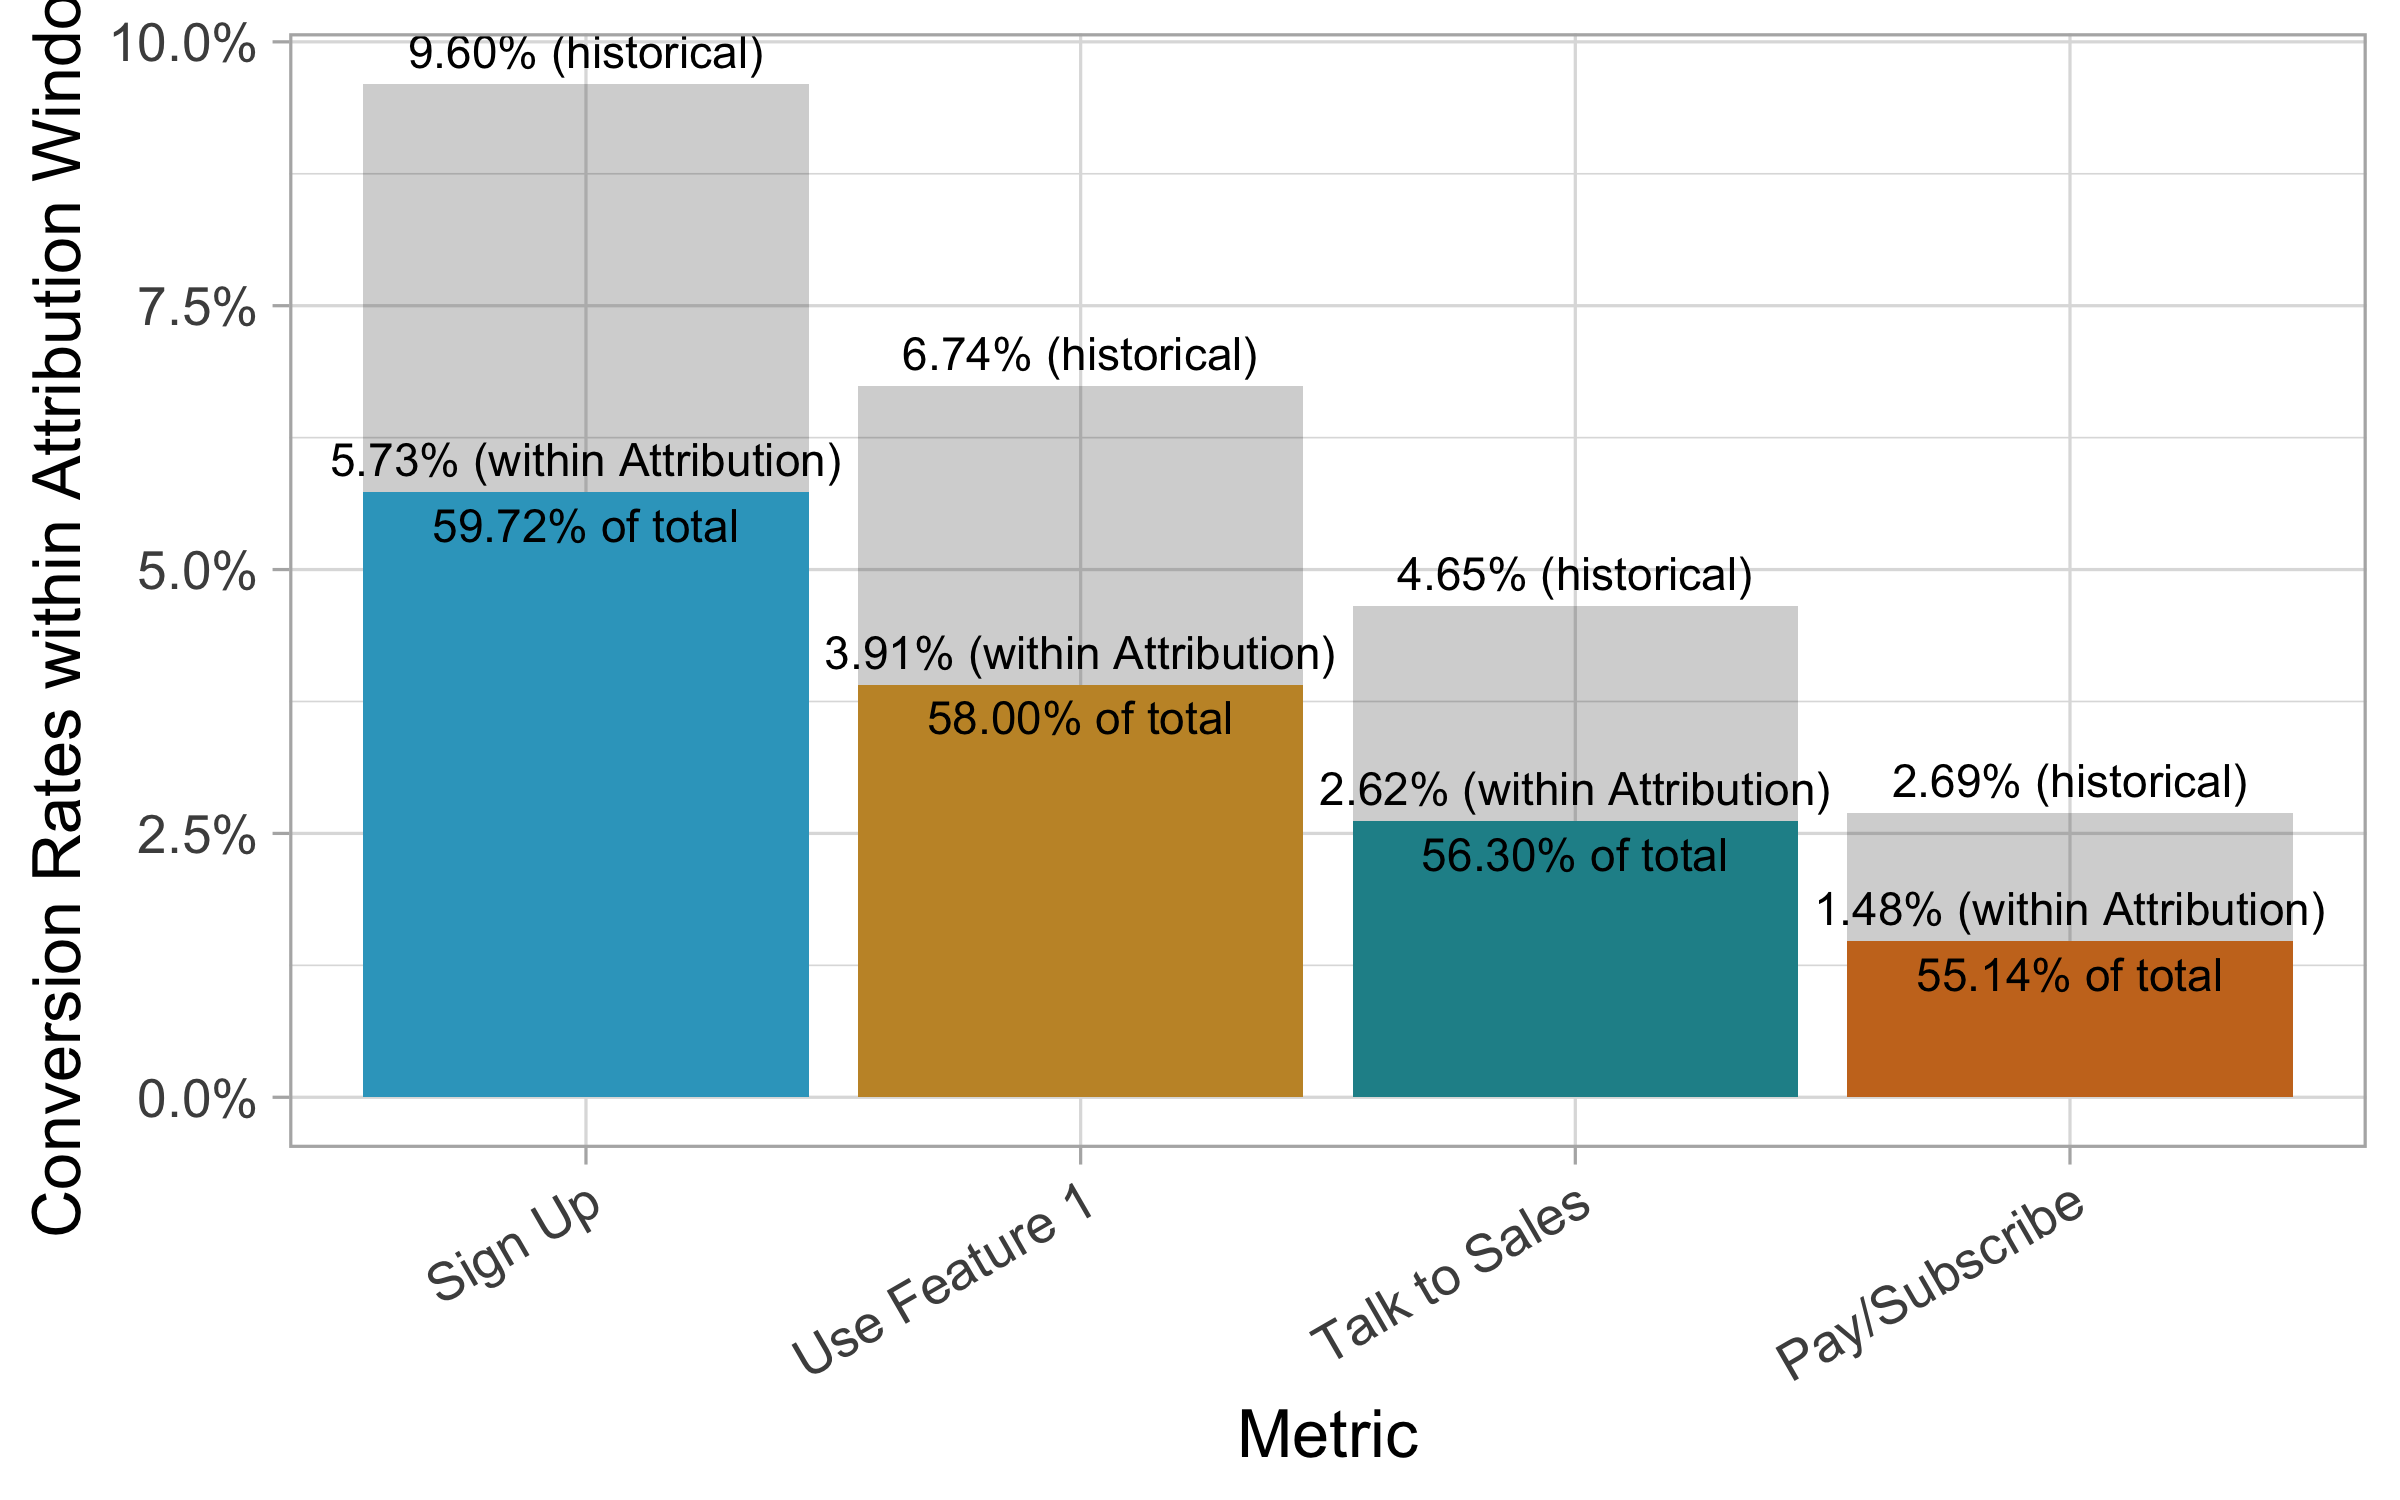 Conversion Rates within Attribution Windo
10.0%
7.5%
5.0%
2.5%
0.0%
9.60% (historical)
5.73% (within Attribution)
59.72% of total
6.74% (historical)
3.91% (within Attribution)
58.00% of total
4.65% (historical)
2.62% (within Attribution)
56.30% of total
2.69% (historical)
1.48% (within Attribution)
55.14% of total
Sign Up
Use Feature 1
Talk to Sales
Pay/Subscribe
Metric